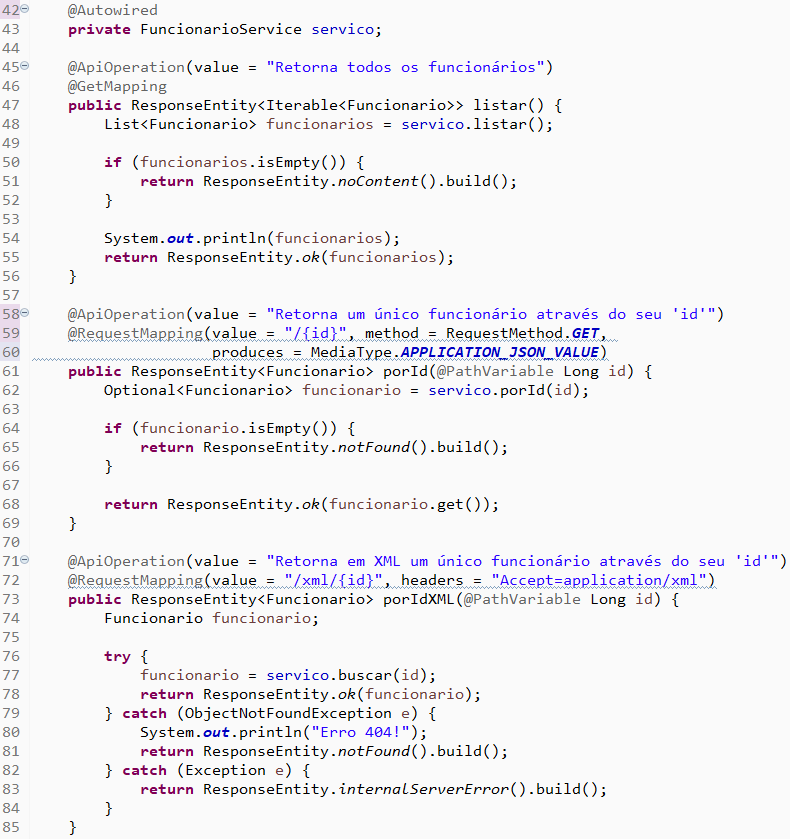 42 @Autowired
43 private FuncionarioService servico;
44
45 @ApiOperation(value = "Retorna todos os funcionários")
46 @GetMapping
47 public ResponseEntity<Iterable<Funcionario>> listar() {
48 List<Funcionario> funcionarios = servico.listar();
49
50 if (funcionarios.isEmpty()) {
51 return ResponseEntity.noContent().build();
52 }
53
54 System.out.println(funcionarios);
55 return ResponseEntity.ok(funcionarios);
56 }
57
58 @ApiOperation(value = "Retorna um único funcionário através do seu 'id'")
59 @RequestMapping(value = "/{id}", method = RequestMethod.GET,
60 produces = MediaType.APPLICATION_JSON_VALUE)
61 public ResponseEntity<Funcionario> porId(@PathVariable Long id) {
62 Optional<Funcionario> funcionario = servico.porId(id);
63
64 if (funcionario.isEmpty()) {
65 return ResponseEntity.notFound().build();
66 }
67
68 return ResponseEntity.ok(funcionario.get());
69 }
70
71 @ApiOperation(value = "Retorna em XML um único funcionário através do seu 'id'")
72 @RequestMapping(value = "/xml/{id}", headers = "Accept=application/xml")
73 public ResponseEntity<Funcionario> porIdXML(@PathVariable Long id) {
74 Funcionario funcionario;
75
76 try {
77 funcionario = servico.buscar(id);
78 return ResponseEntity.ok(funcionario);
79 } catch (ObjectNotFoundException e) {
80 System.out.println("Erro 404!");
81 return ResponseEntity.notFound().build();
82 } catch (Exception e) {
83 return ResponseEntity.internalServerError().build();
84 }
85 }